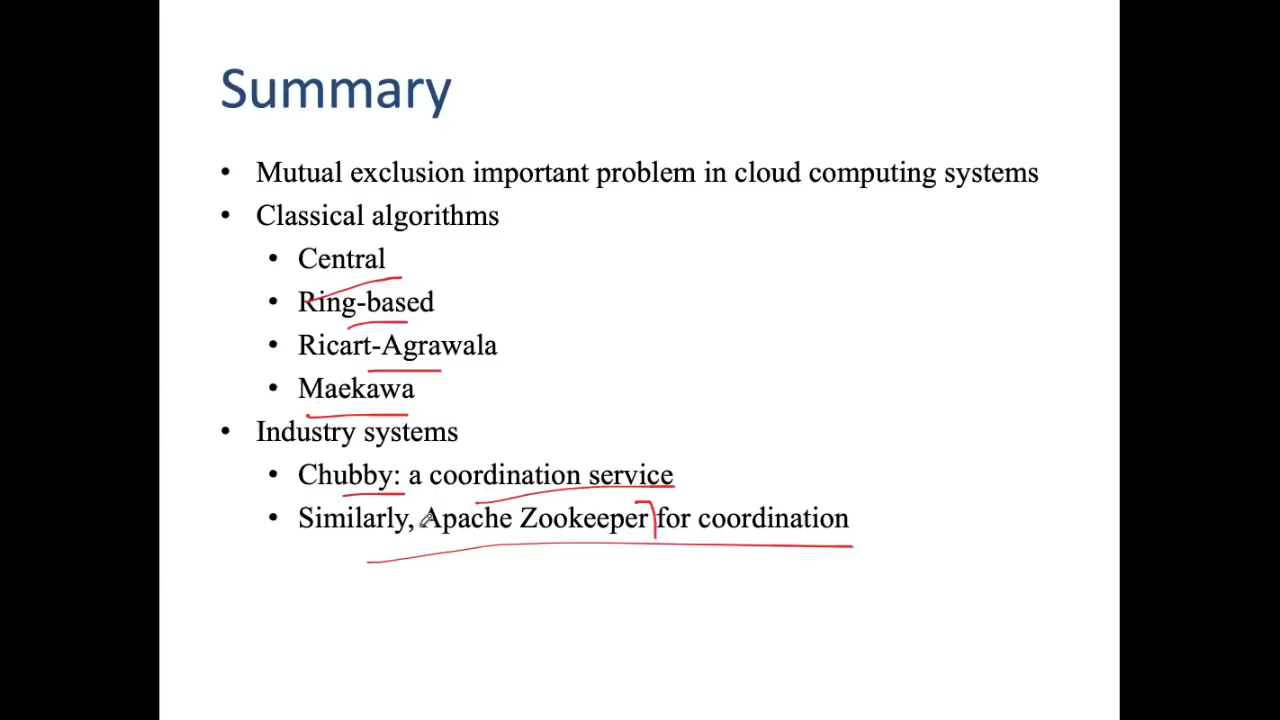 Summary
• Mutual exclusion important problem in cloud computing systems
• Classical algorithms
• Central
• Ring-based
• Ricart-Agrawala
• Maekawa
• Industry systems
• Chubby: a coordination service
• Similarly, Apache Zookeeper for coordination